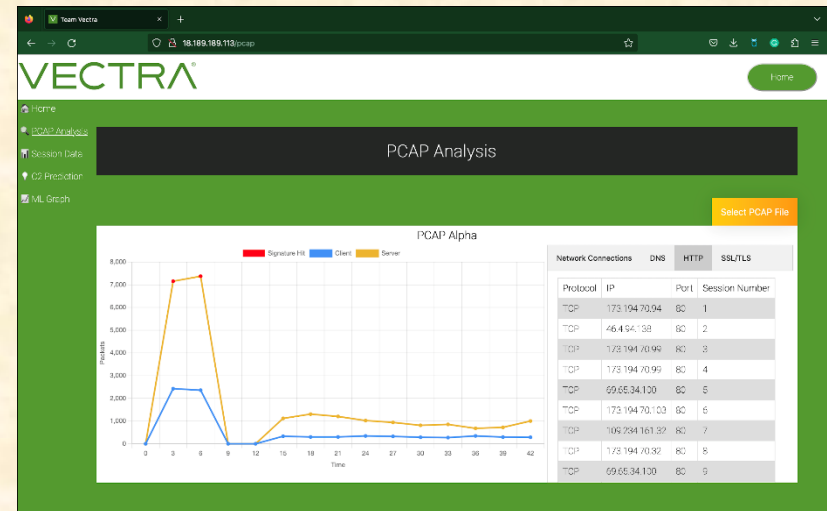 Team Vectra
18.189.189.113/pcap
VECTRA®
Home
Home
PCAP Analysis
Session Data
C2 Prediction
ML Graph
PCAP Analysis
Select PCAP File
PCAP Alpha
Signature Hit Client Server
8,000
7,000
6,000
5,000
4,000
3,000
2,000
1,000
0
Packets
0 3 6 9 12 15 18 21 24 27 30 33 36 39 42
Time
Network Connections DNS HTTP SSL/TLS
Protocol IP Port Session Number
TCP 173.194.70.94 80 1
TCP 46.4.94.138 80 2
TCP 173.194.70.99 80 3
TCP 173.194.70.99 80 4
TCP 69.65.34.100 80 5
TCP 173.194.70.103 80 6
TCP 109.234.161.32 80 7
TCP 173.194.70.32 80 8
TCP 69.65.34.100 80 9